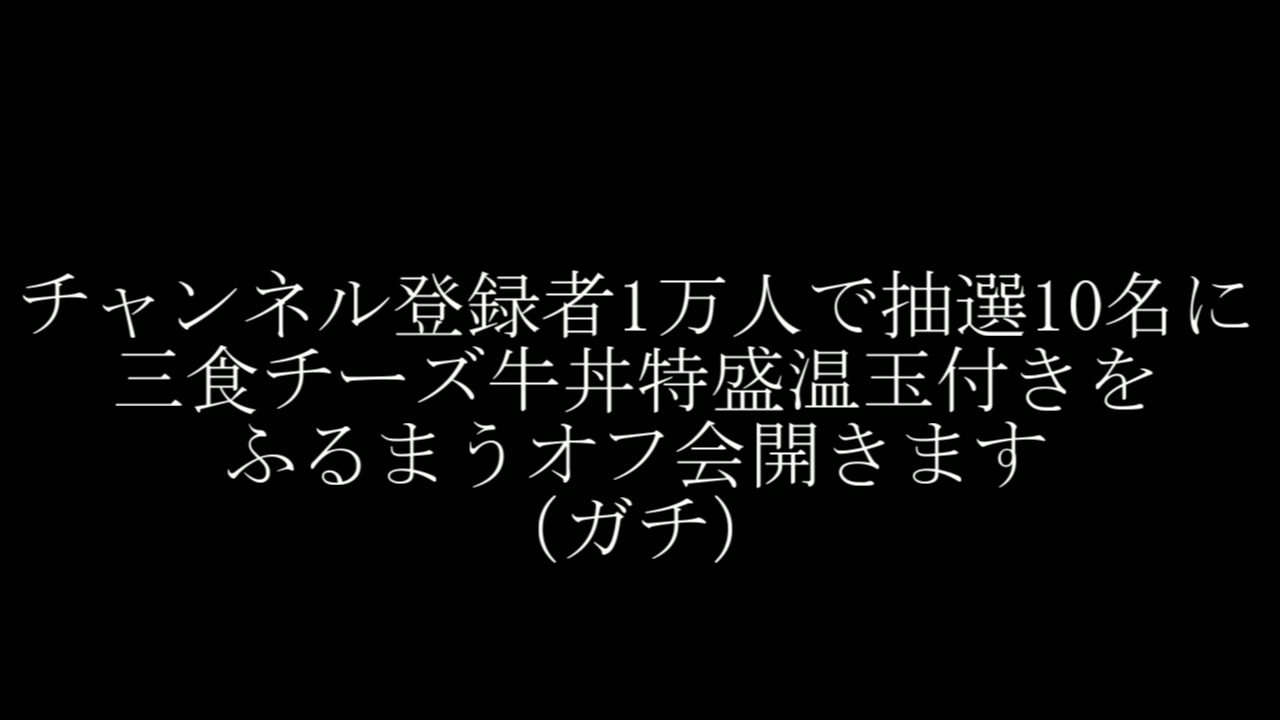 チャンネル登録者1万人で抽選10名に
三食チーズ牛丼特盛温玉付きを
ふるまうオフ会開きます
(ガチ)